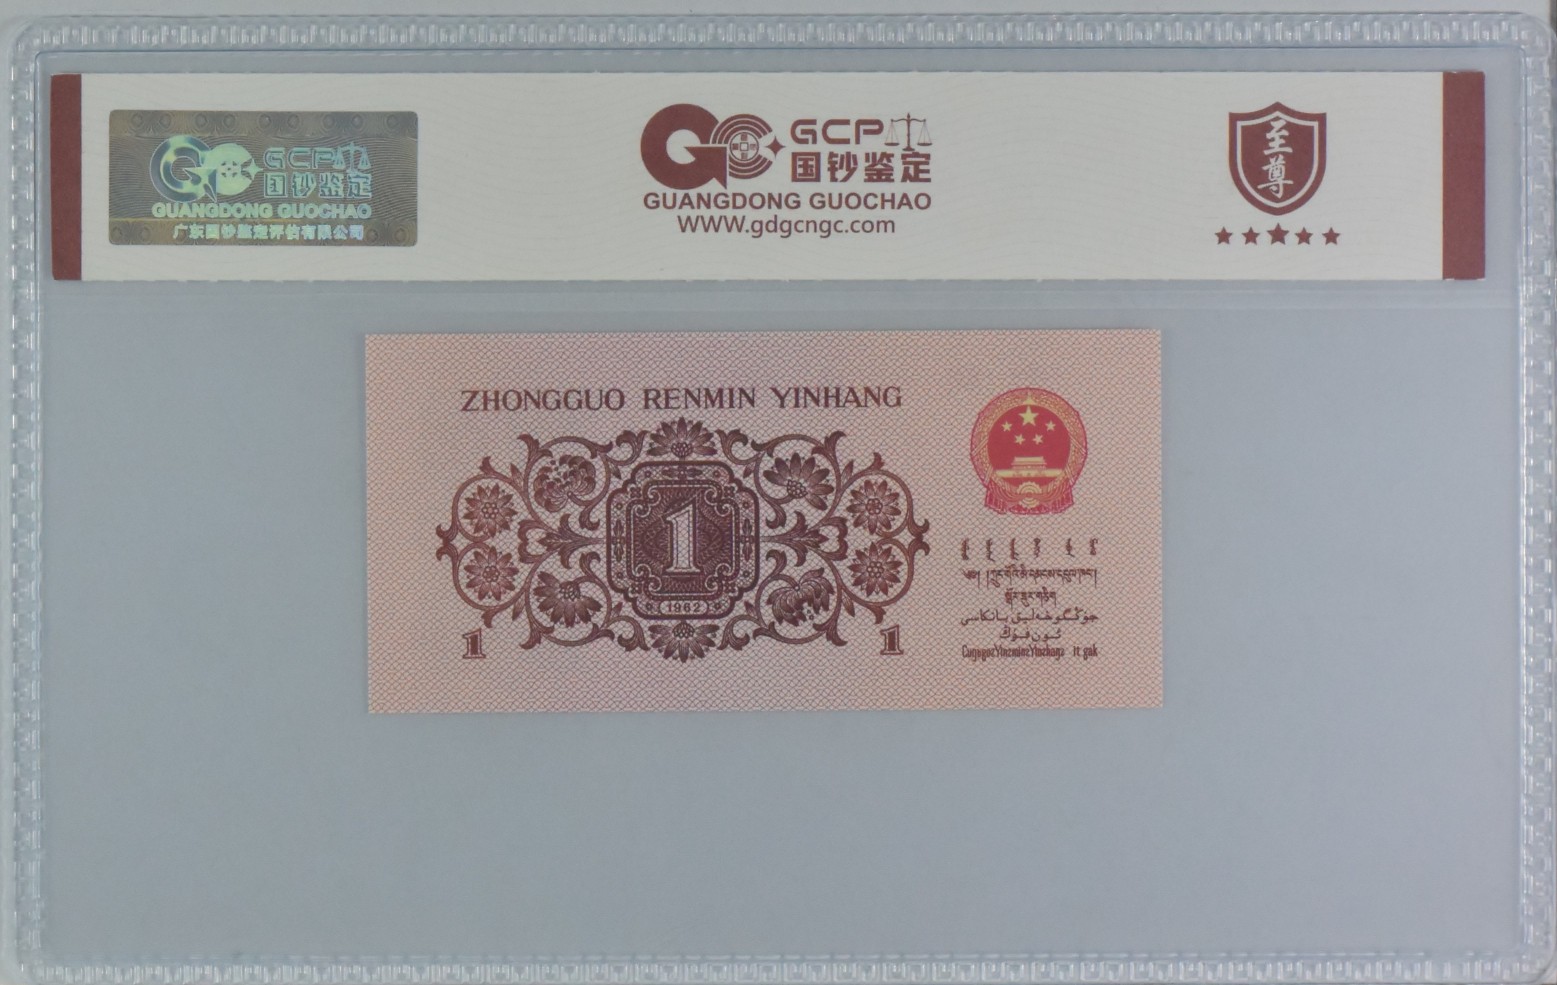 GCP
国钞鉴定
GUANGDONG GUOCHAO
广东国钞鉴定评估有限公司
GCP
国钞鉴定
GUANGDONG GUOCHAO
WWW.gdgcngc.com
至尊
ZHONGGUO RENMIN YINHANG
1
1962
1
1
جۇڭگوخەلىق بانكاسى